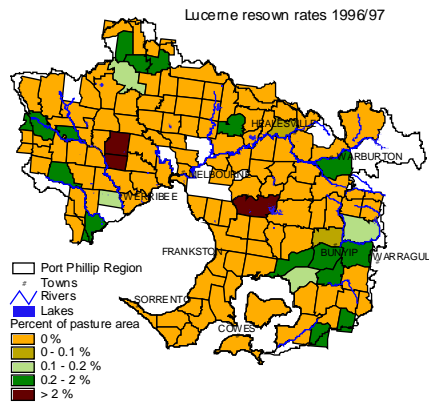 Lucerne resown rates 1996/97
HEALESVILLE
WARBURTON
MELBOURNE
WERRIBEE
FRANKSTON
BUNYIP
WARRAGUL
SORRENTO
COWES
Port Phillip Region
Towns
Rivers
Lakes
Percent of pasture area
0 %
0 - 0.1 %
0.1 - 0.2 %
0.2 - 2 %
> 2 %